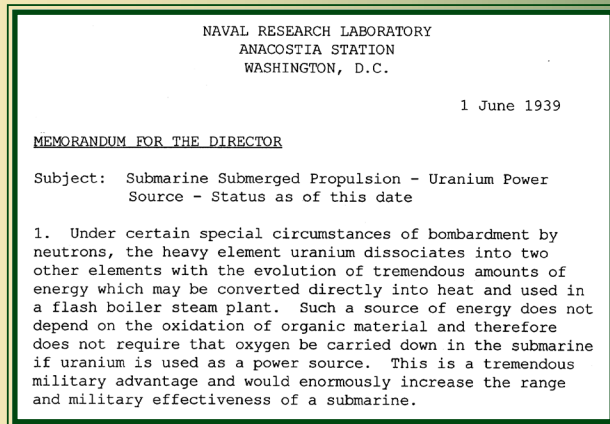 NAVAL RESEARCH LABORATORY
ANACOSTIA STATION
WASHINGTON, D.C.
1 June 1939
MEMORANDUM FOR THE DIRECTOR
Subject: Submarine Submerged Propulsion - Uranium Power
Source - Status as of this date
1. Under certain special circumstances of bombardment by
neutrons, the heavy element uranium dissociates into two
other elements with the evolution of tremendous amounts of
energy which may be converted directly into heat and used in
a flash boiler steam plant. Such a source of energy does not
depend on the oxidation of organic material and therefore
does not require that oxygen be carried down in the submarine
if uranium is used as a power source. This is a tremendous
military advantage and would enormously increase the range
and military effectiveness of a submarine.